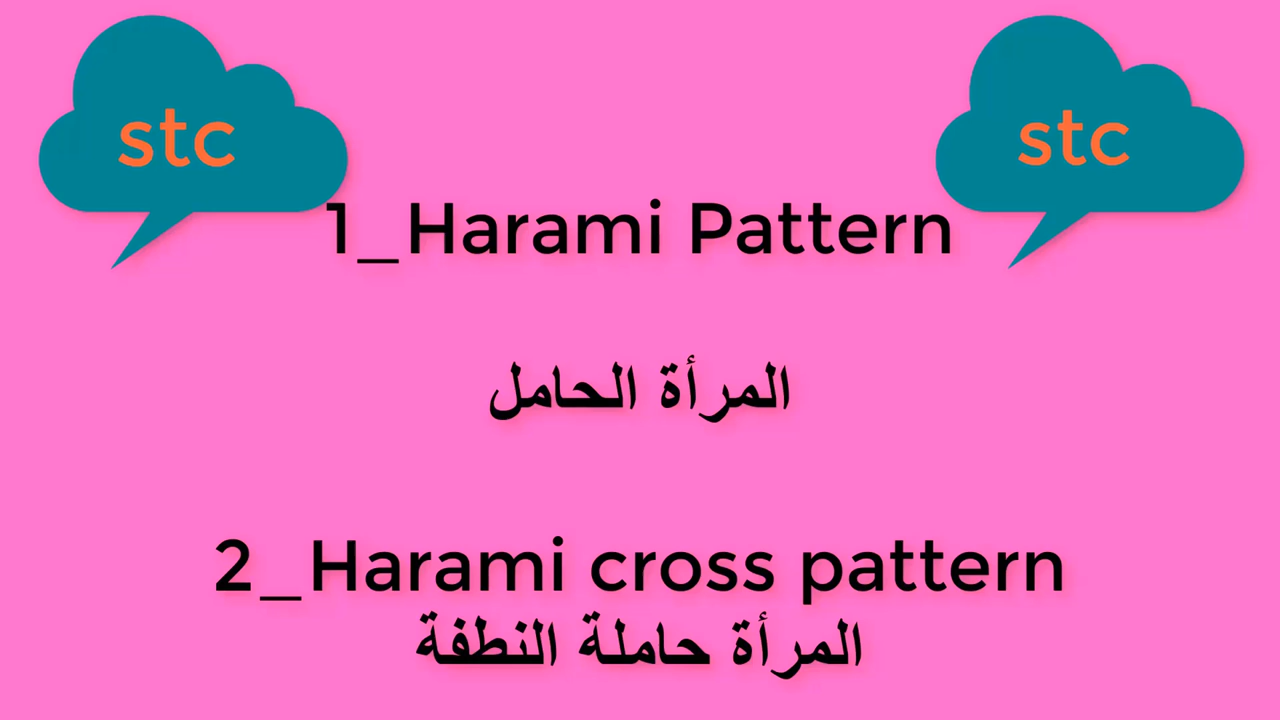 stc
stc
1_Harami Pattern
المرأة الحامل
2_Harami cross pattern
المرأة حاملة النطفة